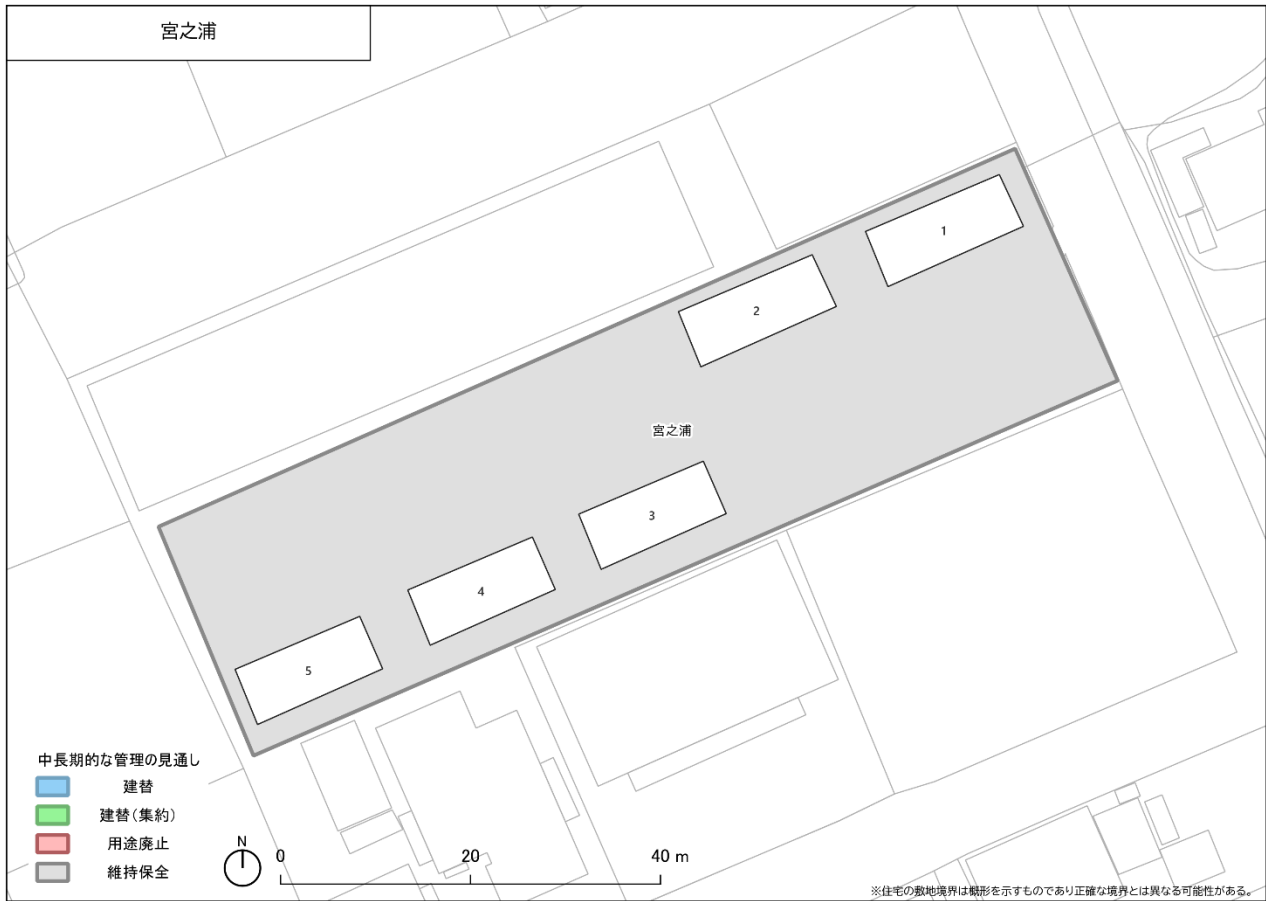 宮之浦
1
2
宮之浦
3
4
5
中長期的な管理の見通し
建替
建替(集約)
用途廃止
維持保全
N
0 20 40 m
※住宅の敷地境界は概形を示すものであり正確な境界とは異なる可能性がある。